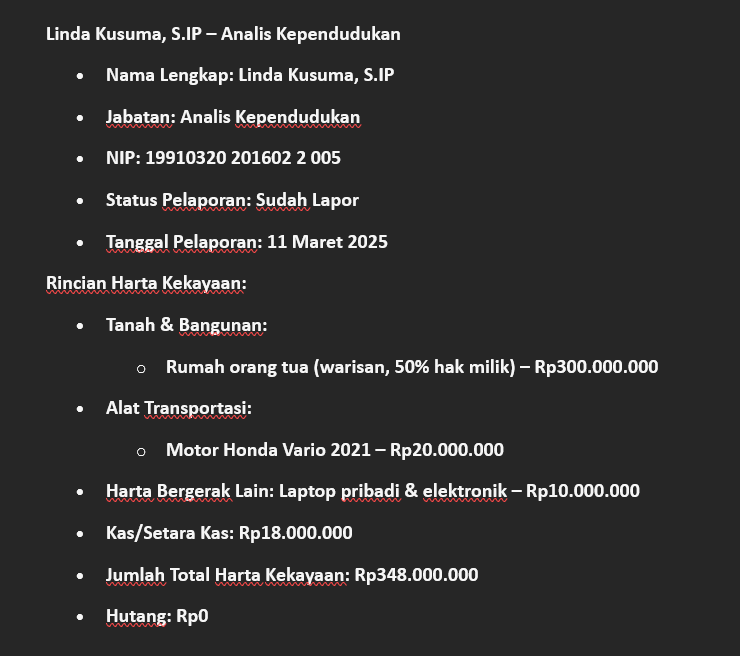 Linda Kusuma, S.IP – Analis Kependudukan
• Nama Lengkap: Linda Kusuma, S.IP
• Jabatan: Analis Kependudukan
• NIP: 19910320 201602 2 005
• Status Pelaporan: Sudah Lapor
• Tanggal Pelaporan: 11 Maret 2025
Rincian Harta Kekayaan:
• Tanah & Bangunan:
o Rumah orang tua (warisan, 50% hak milik) – Rp300.000.000
• Alat Transportasi:
o Motor Honda Vario 2021 – Rp20.000.000
• Harta Bergerak Lain: Laptop pribadi & elektronik – Rp10.000.000
• Kas/Setara Kas: Rp18.000.000
• Jumlah Total Harta Kekayaan: Rp348.000.000
• Hutang: Rp0